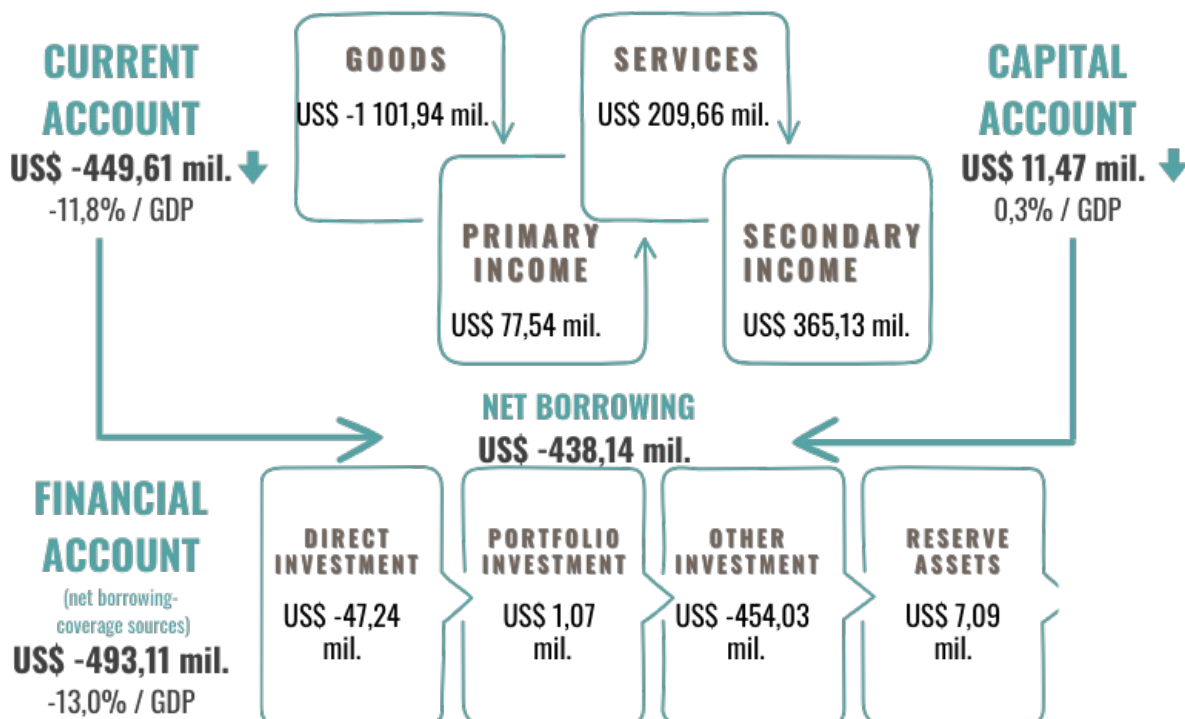 CURRENT
ACCOUNT
US$ -449,61 mil.
-11,8% / GDP
GOODS
US$ -1 101,94 mil.
SERVICES
US$ 209,66 mil.
PRIMARY
INCOME
US$ 77,54 mil.
SECONDARY
INCOME
US$ 365,13 mil.
CAPITAL
ACCOUNT
US$ 11,47 mil.
0,3% / GDP
NET BORROWING
US$ -438,14 mil.
FINANCIAL
ACCOUNT
(net borrowing-
coverage sources)
US$ -493,11 mil.
-13,0% / GDP
DIRECT
INVESTMENT
US$ -47,24
mil.
PORTFOLIO
INVESTMENT
US$ 1,07
mil.
OTHER
INVESTMENT
US$ -454,03
mil.
RESERVE
ASSETS
US$ 7,09
mil.